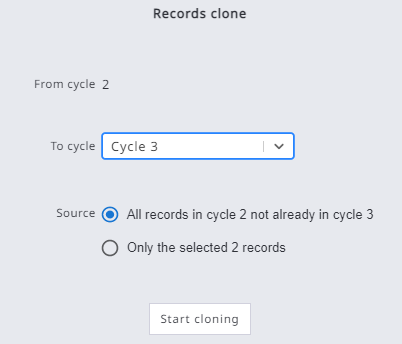 Records clone
From cycle 2
To cycle Cycle 3
Source All records in cycle 2 not already in cycle 3
Only the selected 2 records
Start cloning